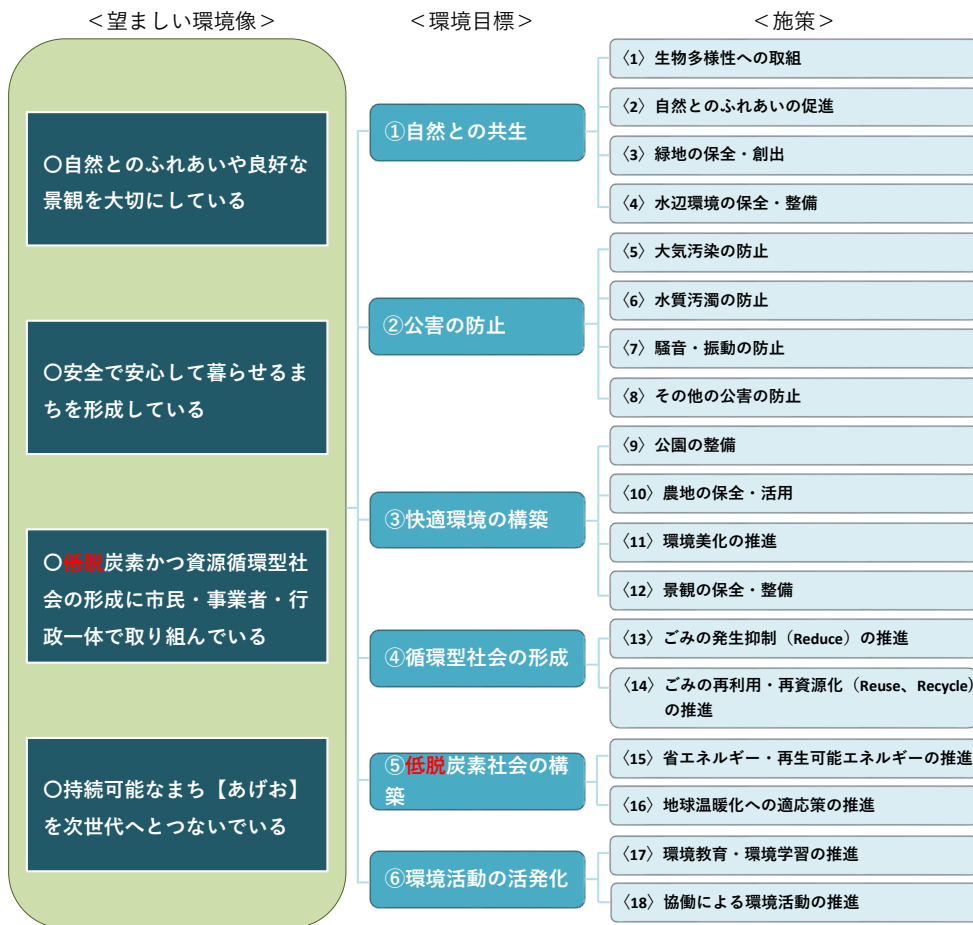 ＜望ましい環境像＞
＜環境目標＞
＜施策＞
〇自然とのふれあいや良好な
景観を大切にしている
〇安全で安心して暮らせるま
ちを形成している
〇低脱炭素かつ資源循環型社
会の形成に市民・事業者・行
政一体で取り組んでいる
〇持続可能なまち【あげお】
を次世代へとつないでいる
①自然との共生
〈1〉生物多様性への取組
〈2〉自然とのふれあいの促進
〈3〉緑地の保全・創出
〈4〉水辺環境の保全・整備
②公害の防止
〈5〉大気汚染の防止
〈6〉水質汚濁の防止
〈7〉騒音・振動の防止
〈8〉その他の公害の防止
③快適環境の構築
〈9〉公園の整備
〈10〉農地の保全・活用
〈11〉環境美化の推進
〈12〉景観の保全・整備
④循環型社会の形成
〈13〉ごみの発生抑制（Reduce）の推進
〈14〉ごみの再利用・再資源化（Reuse、Recycle）
の推進
⑤低脱炭素社会の構
築
〈15〉省エネルギー・再生可能エネルギーの推進
〈16〉地球温暖化への適応策の推進
⑥環境活動の活発化
〈17〉環境教育・環境学習の推進
〈18〉協働による環境活動の推進